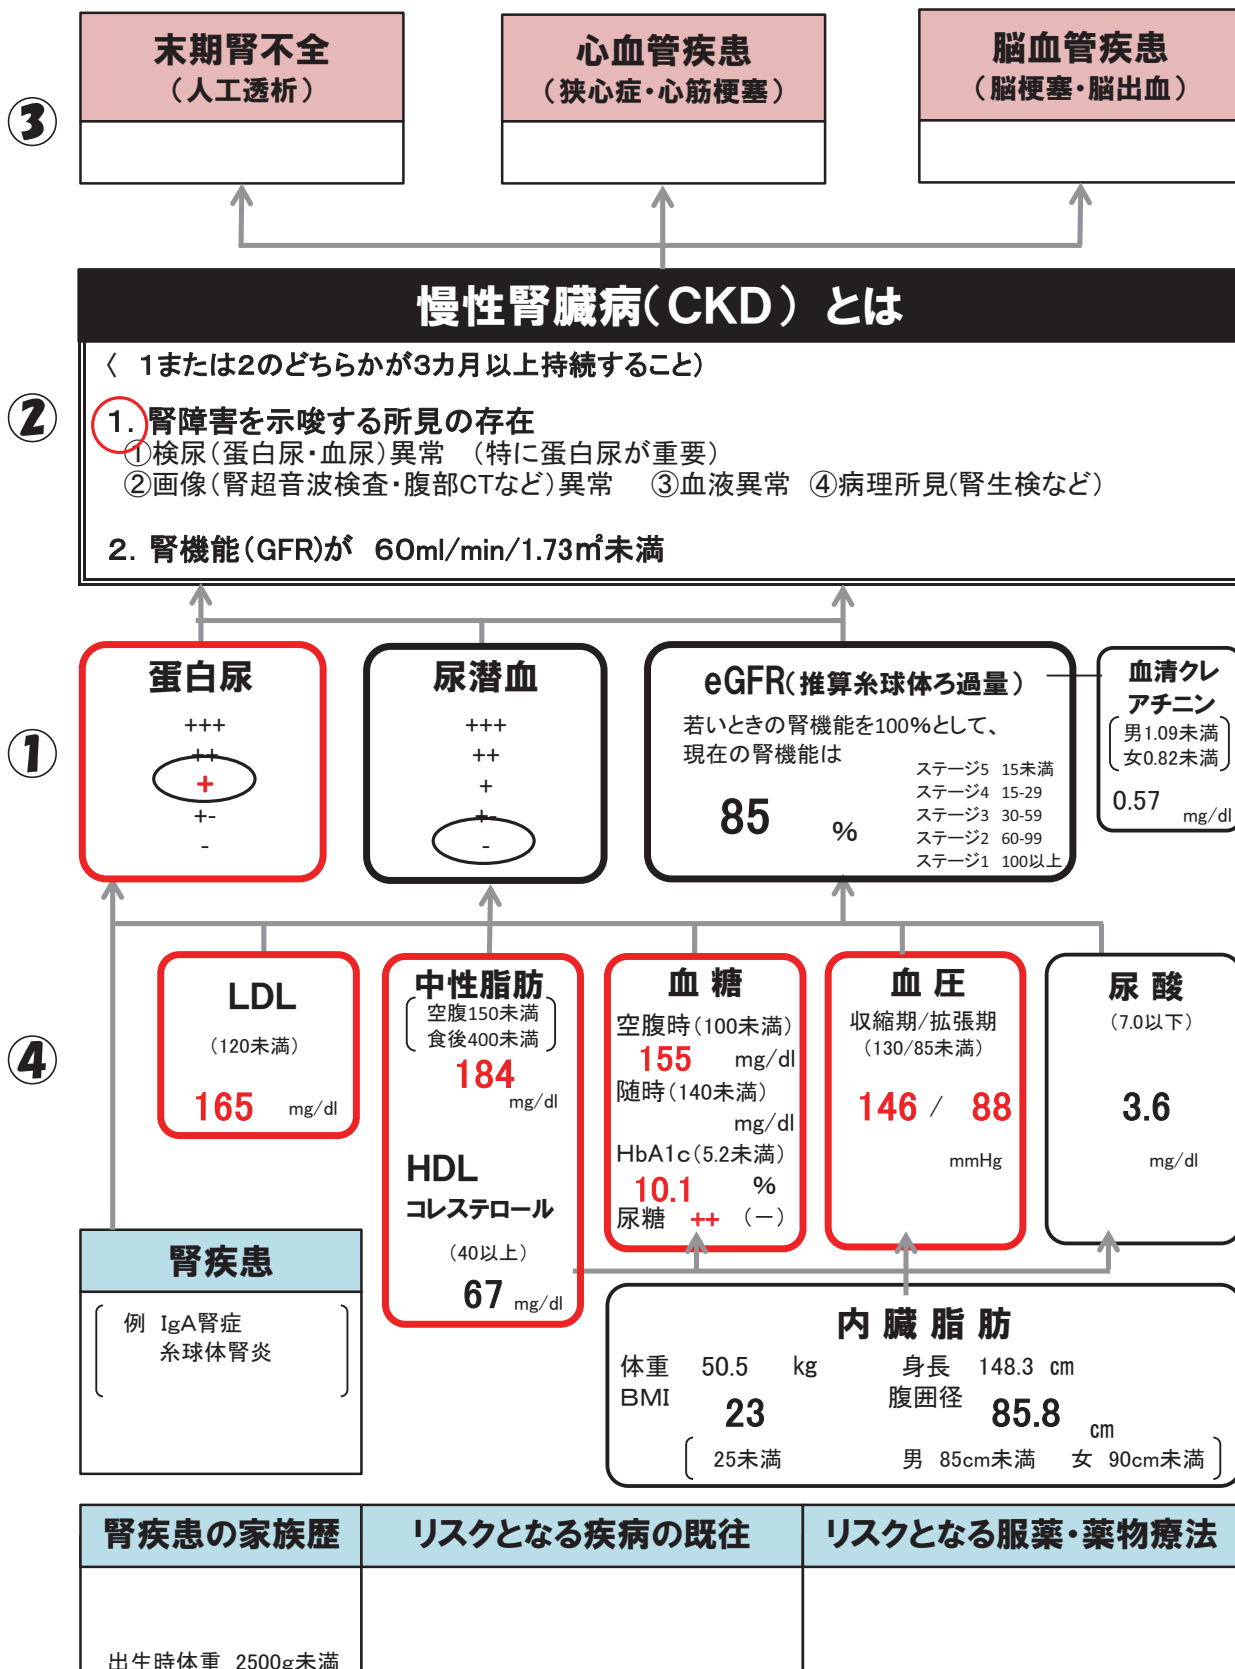 末期腎不全
（人工透析）
心血管疾患
（狭心症・心筋梗塞）
脳血管疾患
（脳梗塞・脳出血）
③
慢性腎臓病（CKD） とは
〈 1または2のどちらかが3カ月以上持続すること）
②
1. 腎障害を示唆する所見の存在
①検尿（蛋白尿・血尿）異常 （特に蛋白尿が重要）
②画像（腎超音波検査・腹部CTなど）異常 ③血液異常 ④病理所見(腎生検など）
2. 腎機能（GFR)が 60ml/min/1.73㎡未満
①
蛋白尿
+++
++
+
+-
-
尿潜血
+++
++
+
+-
-
eGFR（推算糸球体ろ過量）
若いときの腎機能を100%として、
現在の腎機能は
85 %
ステージ5 15未満
ステージ4 15-29
ステージ3 30-59
ステージ2 60-99
ステージ1 100以上
血清クレ
アチニン
男1.09未満
女0.82未満
0.57 mg/dl
④
LDL
（120未満）
165 mg/dl
中性脂肪
空腹150未満
食後400未満
184
mg/dl
HDL
コレステロール
（40以上）
67 mg/dl
血糖
空腹時（100未満）
155 mg/dl
随時（140未満）
mg/dl
HbA1c（5.2未満）
10.1 %
尿糖 ++ （－）
血圧
収縮期/拡張期
（130/85未満）
146 / 88
mmHg
尿酸
（7.0以下）
3.6
mg/dl
腎疾患
例 IgA腎症
糸球体腎炎
内臓脂肪
体重 50.5 kg 身長 148.3 cm
BMI 23 腹囲径 85.8 cm
25未満 男 85cm未満 女 90cm未満
腎疾患の家族歴
リスクとなる疾病の既往
リスクとなる服薬・薬物療法
出生時体重 2500g未満